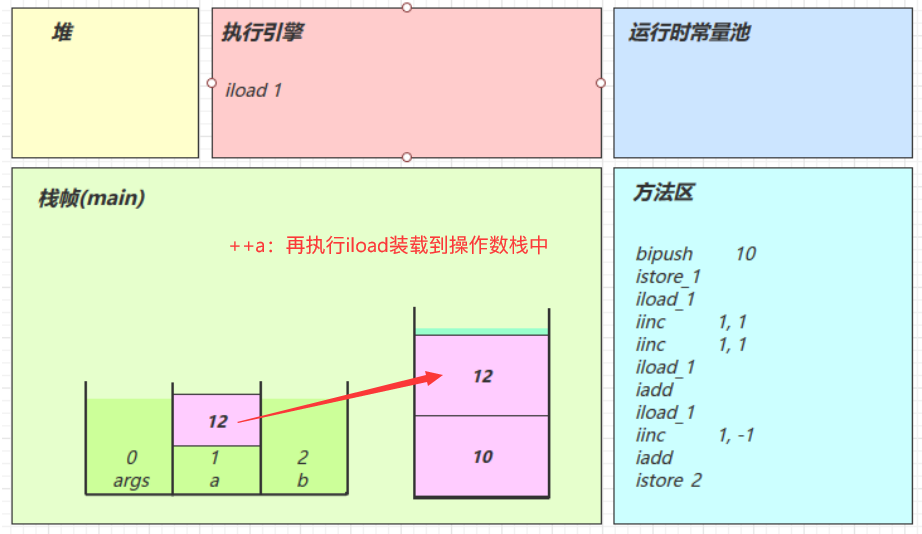 堆
执行引擎
iload 1
运行时常量池
栈帧(main)
++a：再执行iload装载到操作数栈中
12
10
12
0
args
1
a
2
b
方法区
bipush 10
istore_1
iload_1
iinc 1, 1
iinc 1, 1
iload_1
iadd
iload_1
iinc 1, -1
iadd
istore 2